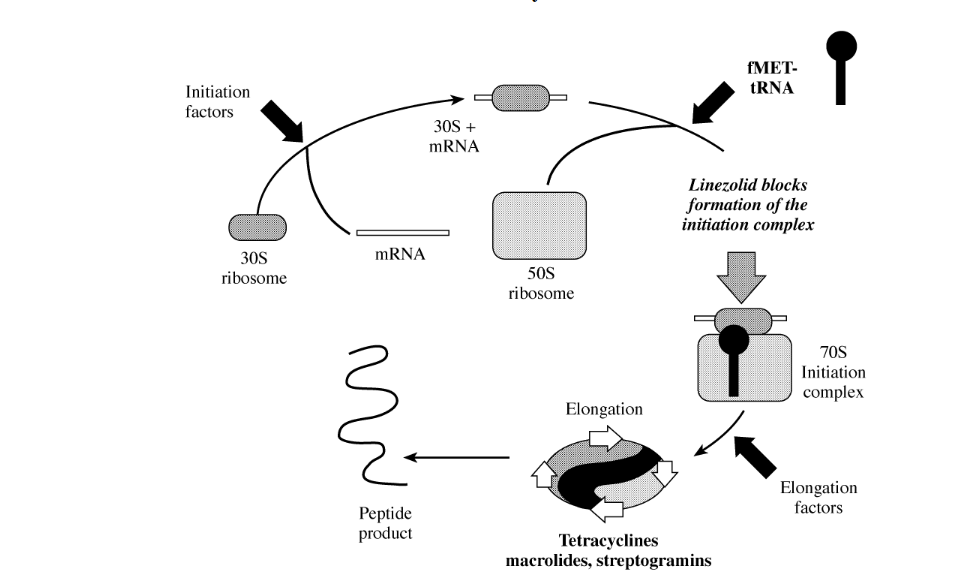 Initiation
factors
30S +
mRNA
fMET-
tRNA
30S
ribosome
mRNA
50S
ribosome
Linezolid blocks
formation of the
initiation complex
70S
Initiation
complex
Elongation
Elongation
factors
Peptide
product
Tetracyclines
macrolides, streptogramins